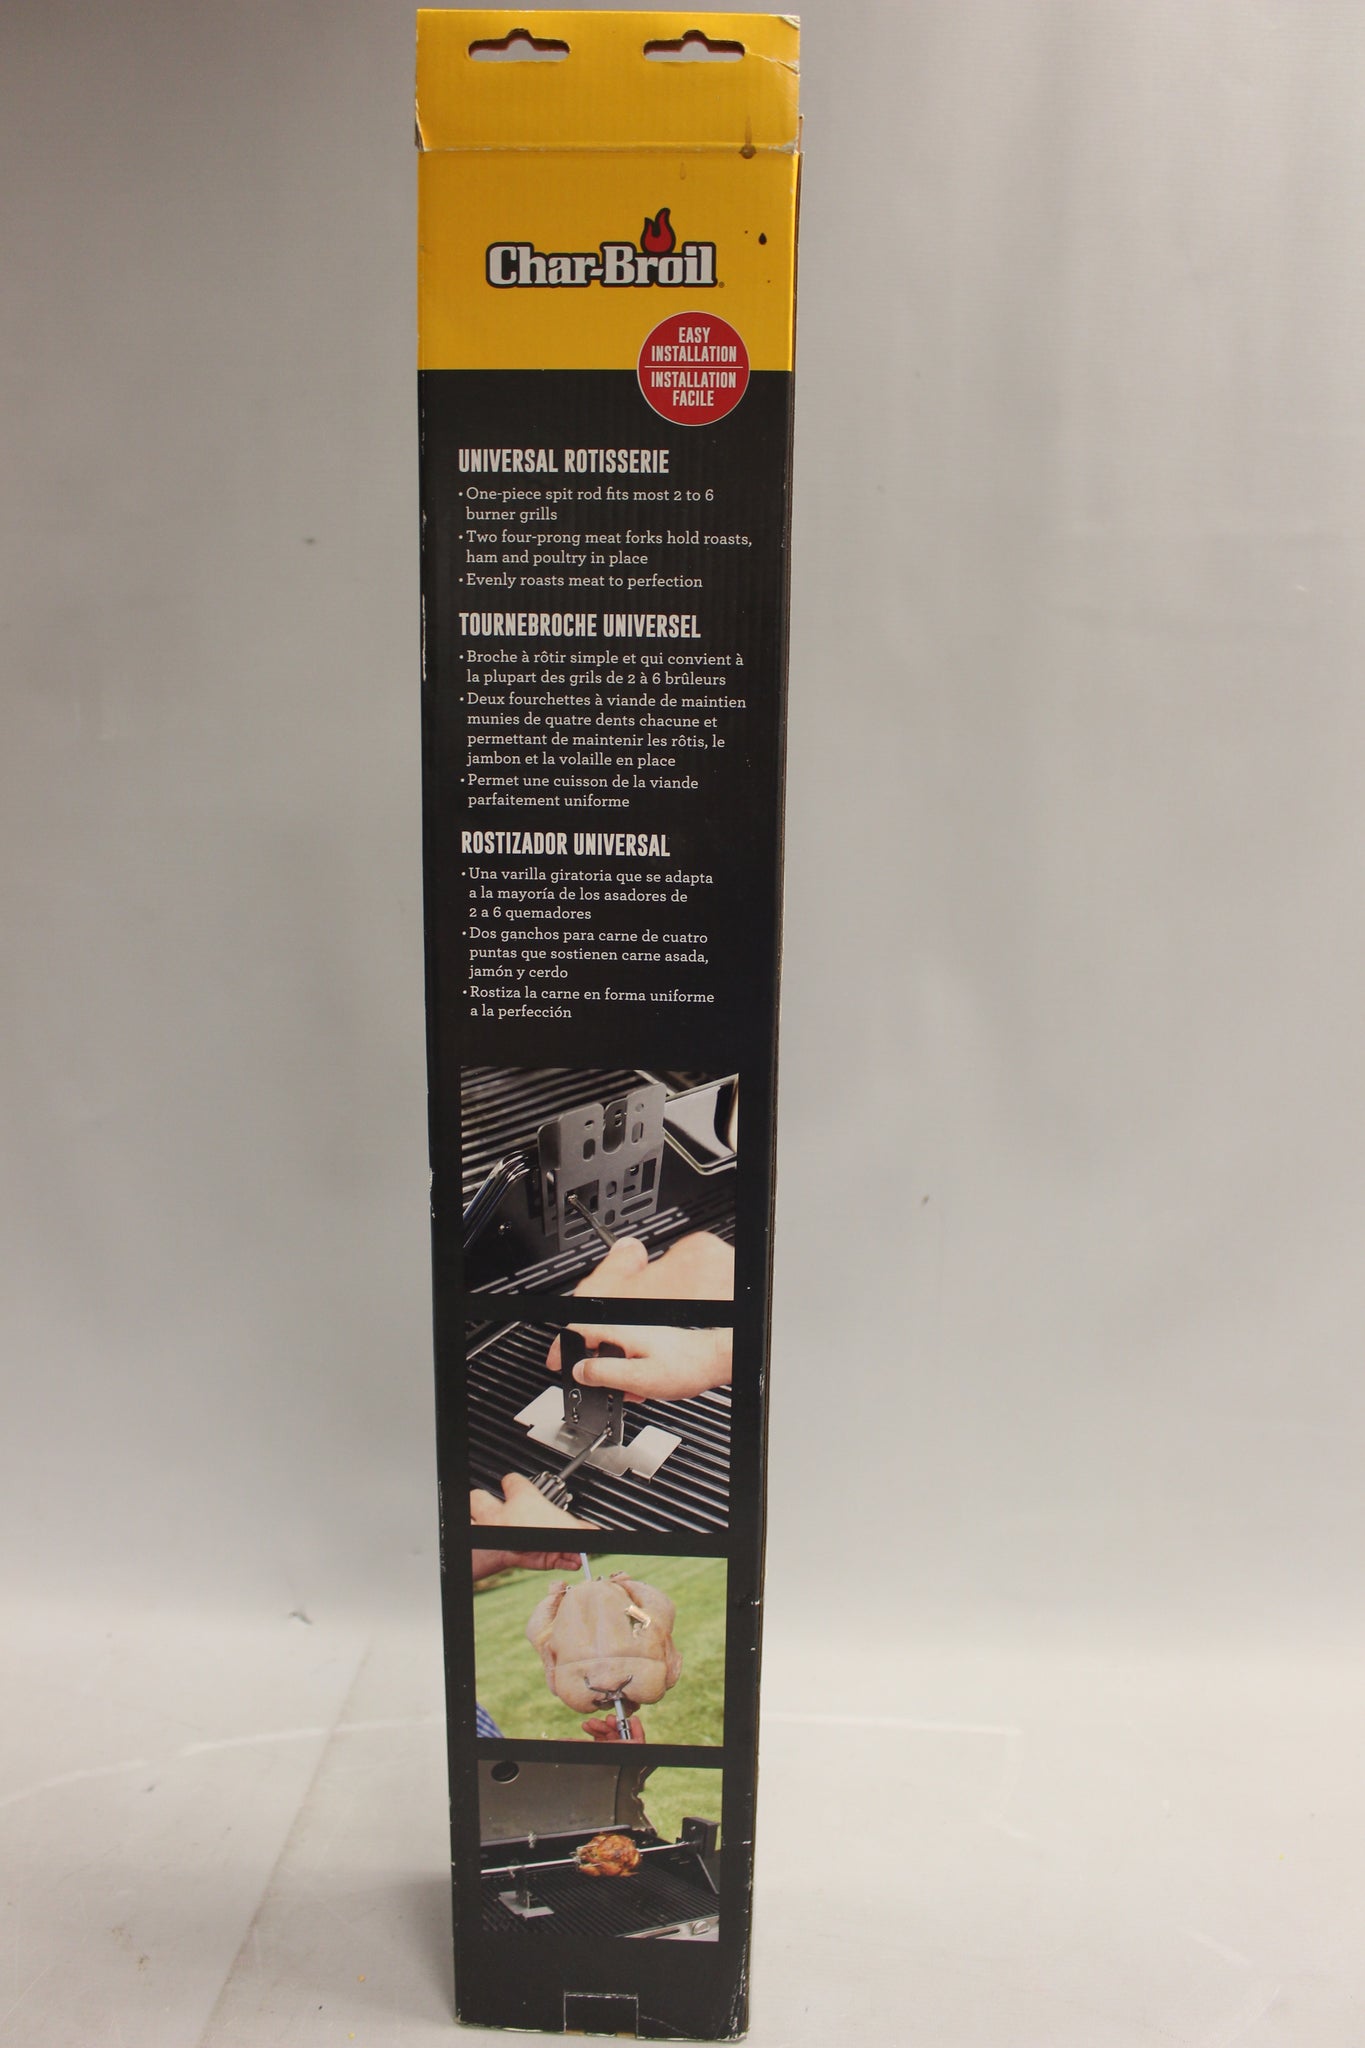 Char-Broil®
EASY
INSTALLATION
INSTALLATION
FACILE
UNIVERSAL ROTISSERIE
• One-piece spit rod fits most 2 to 6
burner grills
• Two four-prong meat forks hold roasts,
ham and poultry in place
• Evenly roasts meat to perfection
TOURNEBROCHE UNIVERSEL
• Broche à rôtir simple et qui convient à
la plupart des grils de 2 à 6 brûleurs
• Deux fourchettes à viande de maintien
munies de quatre dents chacune et
permettant de maintenir les rôtis, le
jambon et la volaille en place
• Permet une cuisson de la viande
parfaitement uniforme
ROSTIZADOR UNIVERSAL
• Una varilla giratoria que se adapta
a la mayoría de los asadores de
2 a 6 quemadores
• Dos ganchos para carne de cuatro
puntas que sostienen carne asada,
jamón y cerdo
• Rostiza la carne en forma uniforme
a la perfección